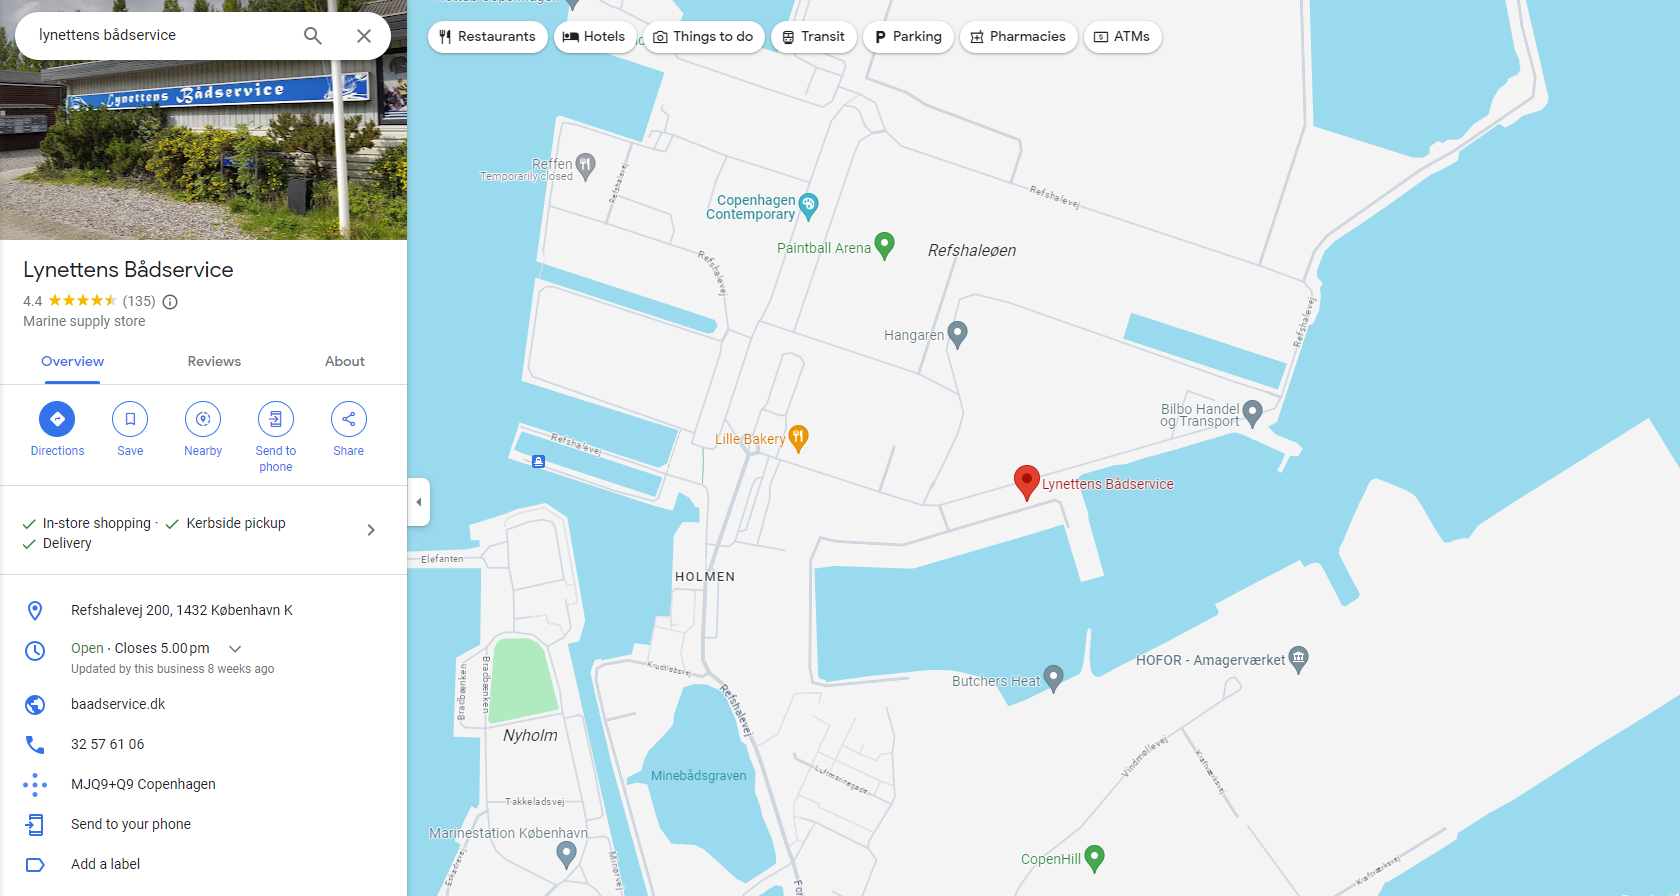 lynettens bådservice
Lynettens Bådservice
Lynettens Bådservice
4.4
(135)
Marine supply store
Overview
Reviews
About
Directions
Save
Nearby
Send to
phone
Share
In-store shopping ·
Kerbside pickup
Delivery
Refshalevej 200, 1432 København K
Open · Closes 5.00 pm
Updated by this business 8 weeks ago
baadservice.dk
32 57 61 06
MJQ9+Q9 Copenhagen
Send to your phone
Add a label
Restaurants
Hotels
Things to do
Transit
Parking
Pharmacies
ATMs
Reffen
Temporarily closed
Refshalevej
Copenhagen
Contemporary
Refshalevej
Paintball Arena
Refshaleøen
Refshalevej
Hangaren
Refshalevej
Bilbo Handel
og Transport
Lille Bakery
Refshalevej
Lynettens Bådservice
Elefanten
HOLMEN
Krudtløbsvej
Bradbænken
Bradbænken
Refshalevej
Butchers Heat
HOFOR - Amagerværket
Nyholm
Minebådsgraven
Luftmarinegade
Vindmøllevej
Kraftværksvej
Takkeladsvej
Marinestation København
Eskadrevej
Minørvej
CopenHill
Kraftværksvej